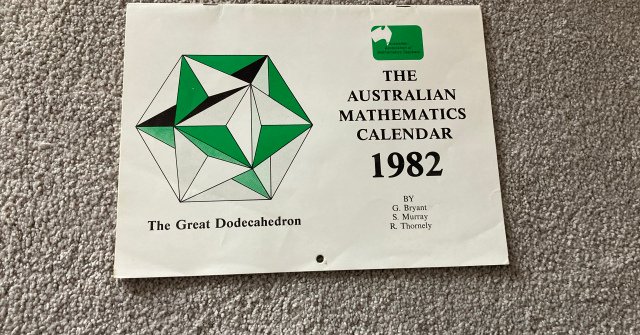 THE
AUSTRALIAN
MATHEMATICS
CALENDAR
1982
BY
G. Bryant
S. Murray
R. Thornely
The Great Dodecahedron